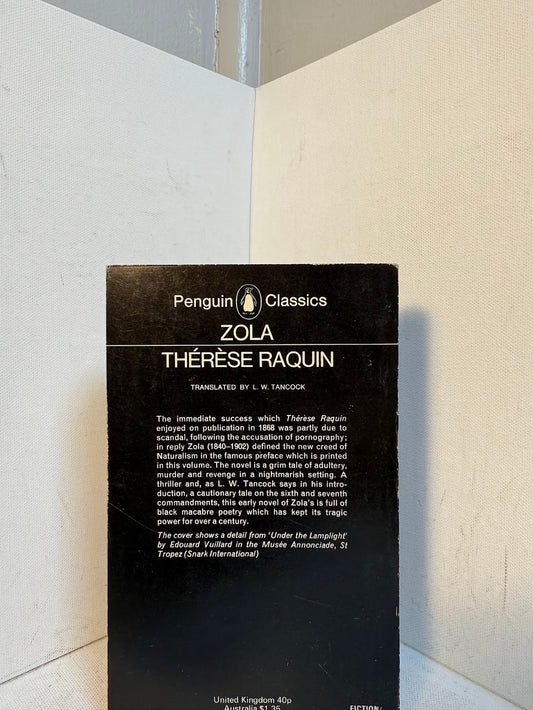 Penguin Classics
ZOLA
THÉRÈSE RAQUIN
TRANSLATED BY L. W. TANCOCK
The immediate success which Thérèse Raquin
enjoyed on publication in 1868 was partly due to
scandal, following the accusation of pornography;
in reply Zola (1840–1902) defined the new creed of
Naturalism in the famous preface which is printed
in this volume. The novel is a grim tale of adultery,
murder and revenge in a nightmarish setting. A
thriller and, as L. W. Tancock says in his intro-
duction, a cautionary tale on the sixth and seventh
commandments, this early novel of Zola's is full of
black macabre poetry which has kept its tragic
power for over a century.
The cover shows a detail from 'Under the Lamplight'
by Edouard Vuillard in the Musée Annonciade, St
Tropez (Snark International)
United Kingdom 40p
Australia $1.35
FICTION/